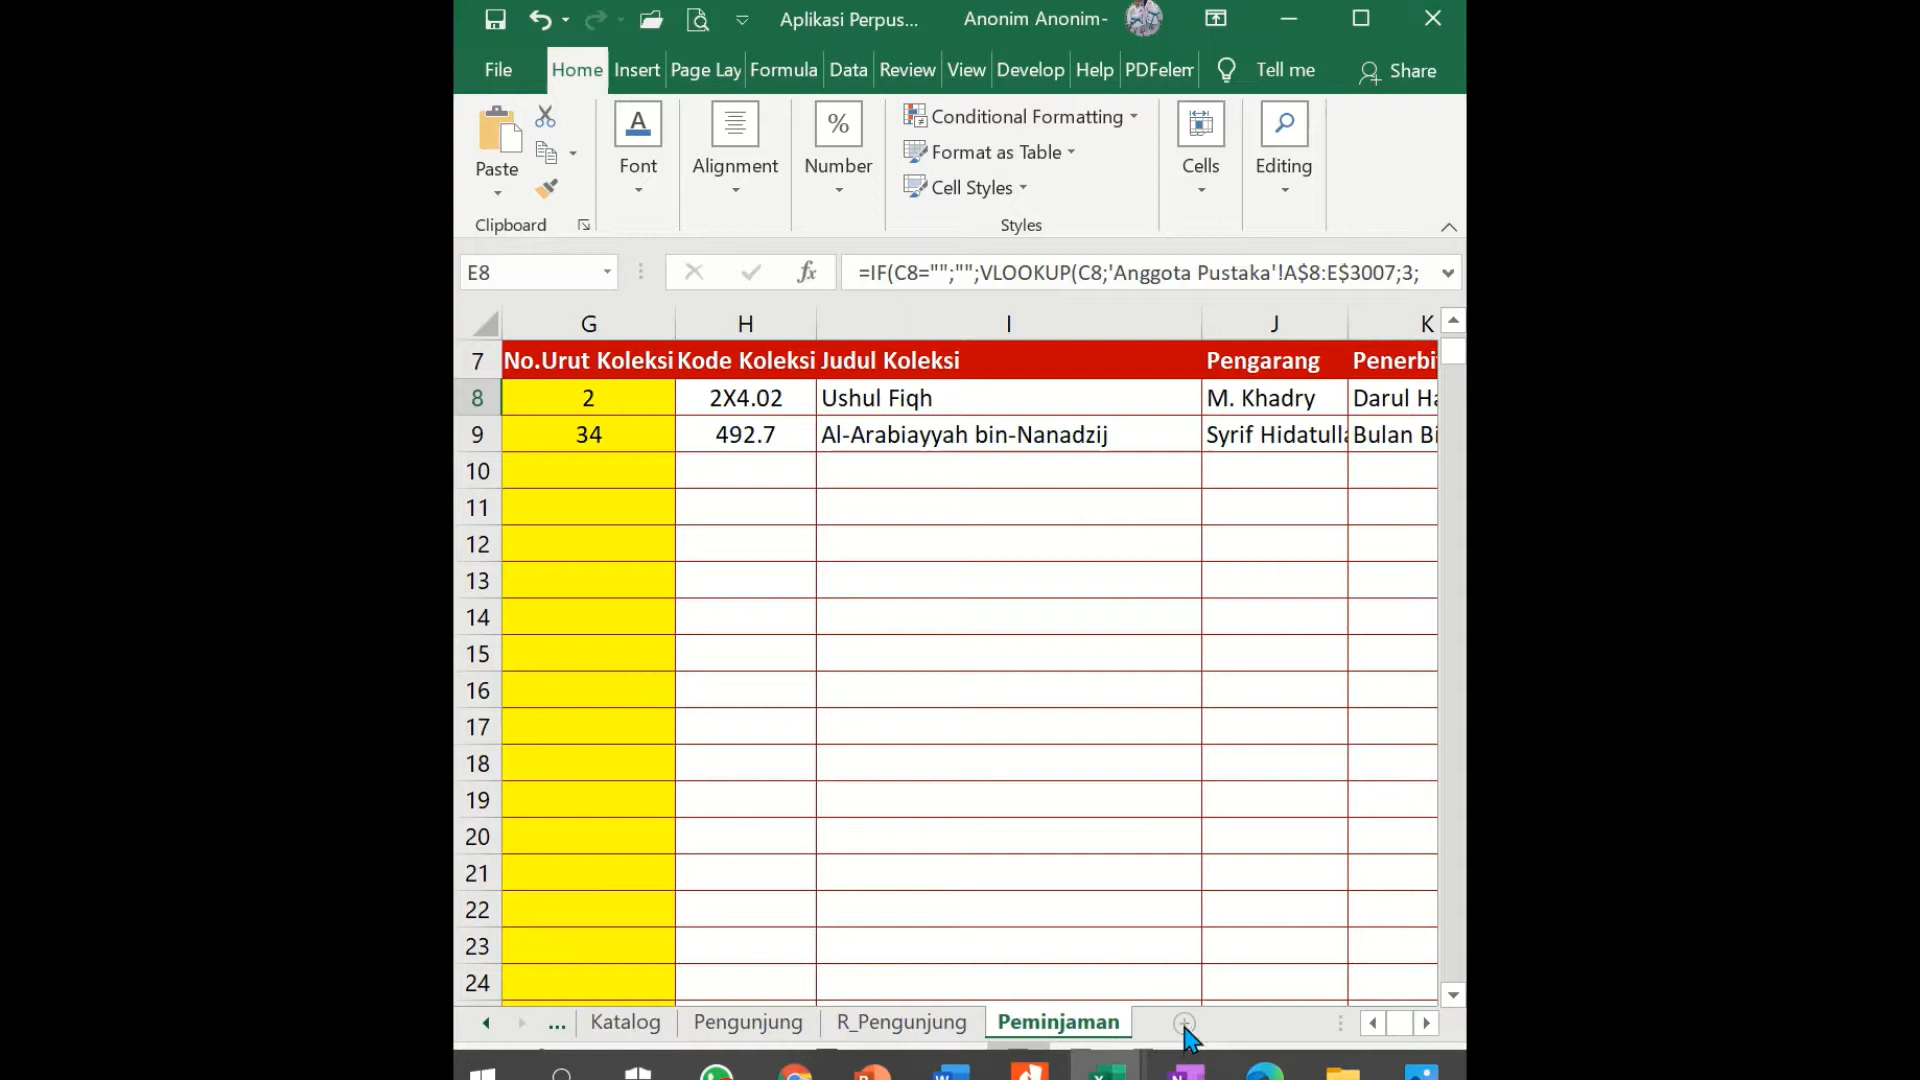 Aplikasi Perpus... Anonim Anonim-
File Home Insert Page Lay Formula Data Review View Develop Help PDFelem Tell me Share
Paste Font Alignment % Number Conditional Formatting Format as Table Cell Styles Cells Editing
Clipboard Styles
E8 fx =IF(C8="";"";VLOOKUP(C8;'Anggota Pustaka'!A$8:E$3007;3;
G H I J K
7 No.Urut Koleksi Kode Koleksi Judul Koleksi Pengarang Penerbi
8 2 2X4.02 Ushul Fiqh M. Khadry Darul Ha
9 34 492.7 Al-Arabiayyah bin-Nanadzij Syrif Hidatulla Bulan Bi
10
11
12
13
14
15
16
17
18
19
20
21
22
23
24
... Katalog Pengunjung R_Pengunjung Peminjaman